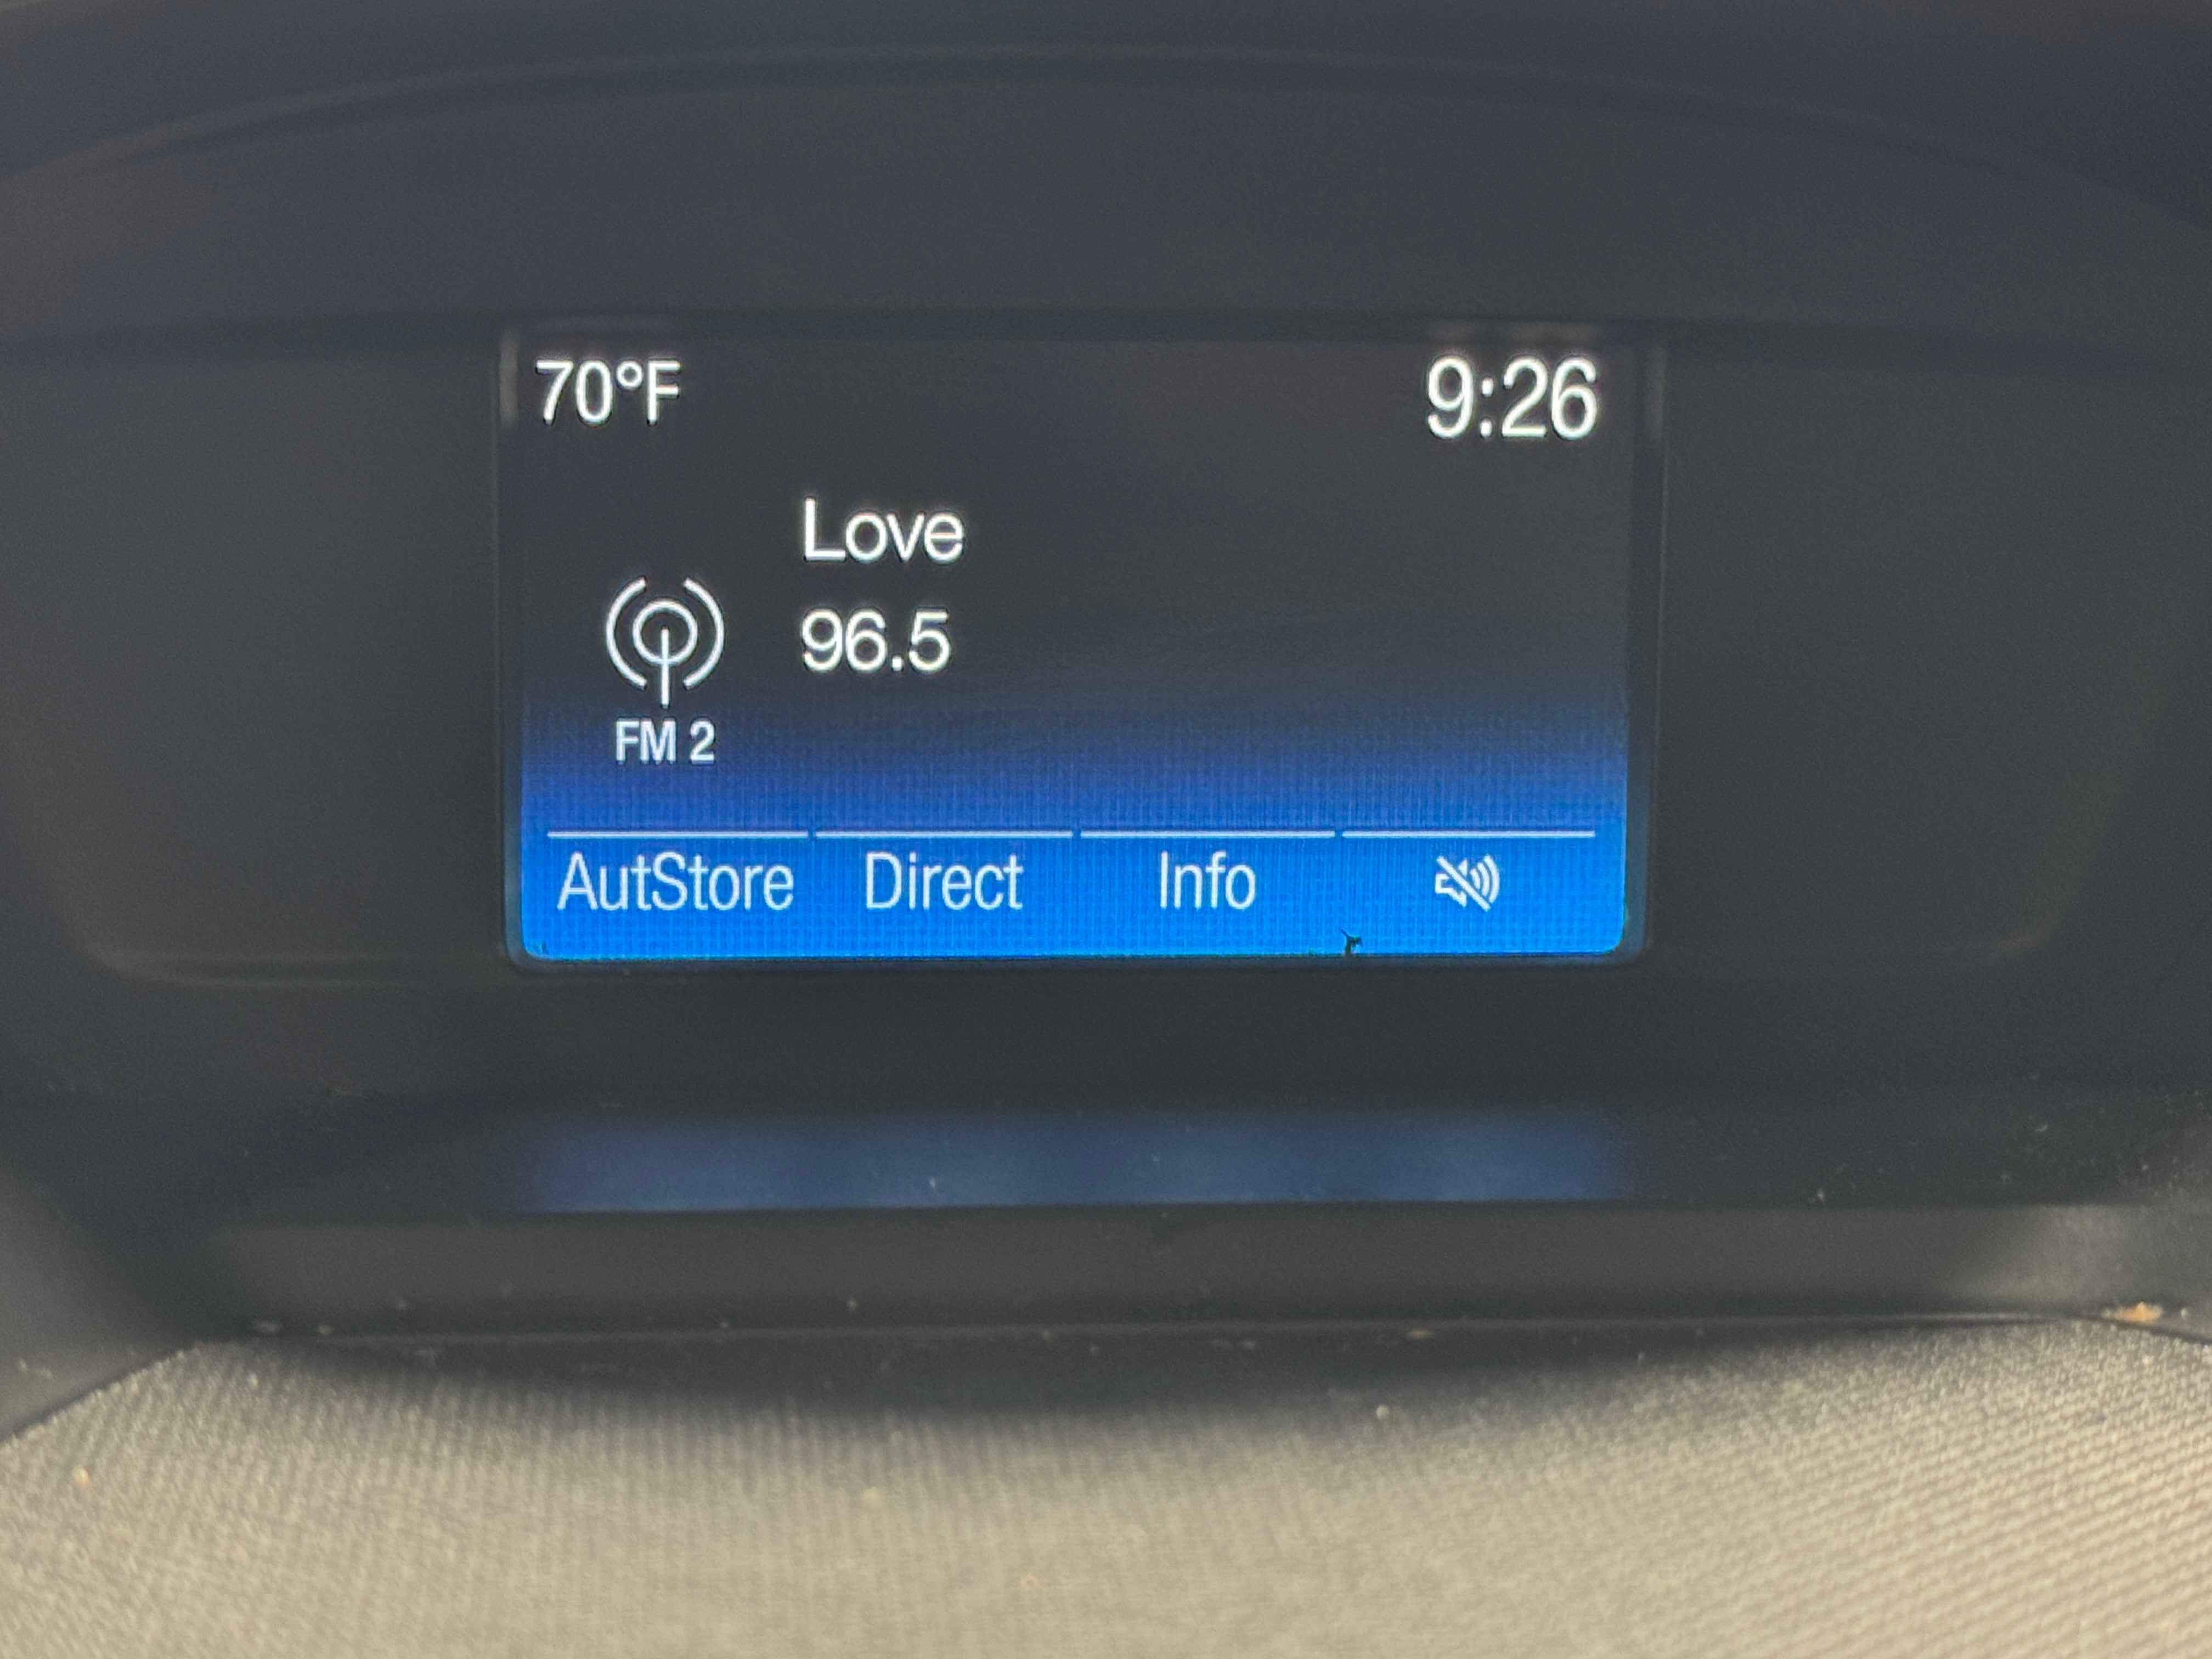 70°F 9:26
Love
96.5
FM 2
AutStore Direct Info